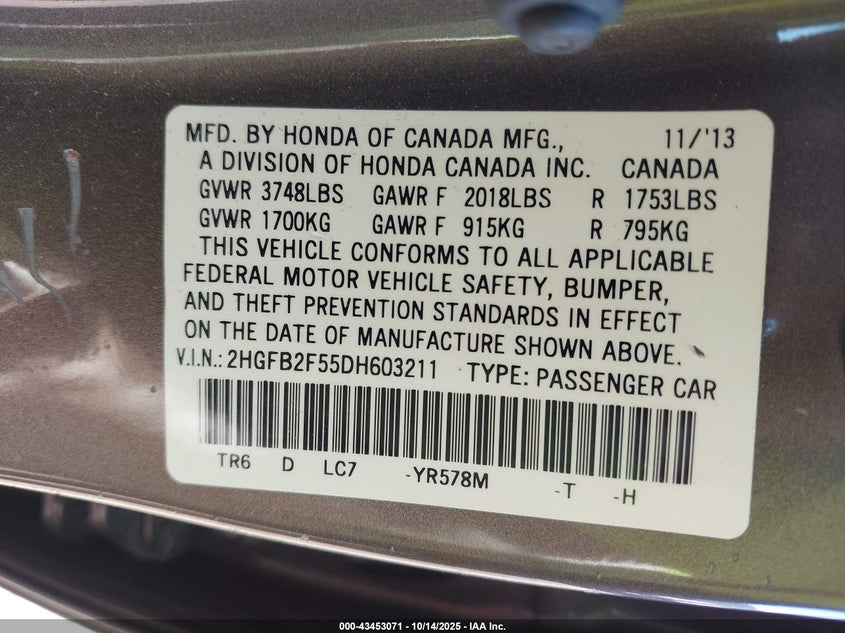 MFD. BY HONDA OF CANADA MFG., 11/'13
A DIVISION OF HONDA CANADA INC. CANADA
GVWR 3748LBS GAWR F 2018LBS R 1753LBS
GVWR 1700KG GAWR F 915KG R 795KG
THIS VEHICLE CONFORMS TO ALL APPLICABLE
FEDERAL MOTOR VEHICLE SAFETY, BUMPER,
AND THEFT PREVENTION STANDARDS IN EFFECT
ON THE DATE OF MANUFACTURE SHOWN ABOVE.
V.I.N.: 2HGFB2F55DH603211 TYPE: PASSENGER CAR
TR6 D LC7 -YR578M -T -H
000-43453071 | 10/14/2025 | IAA Inc.